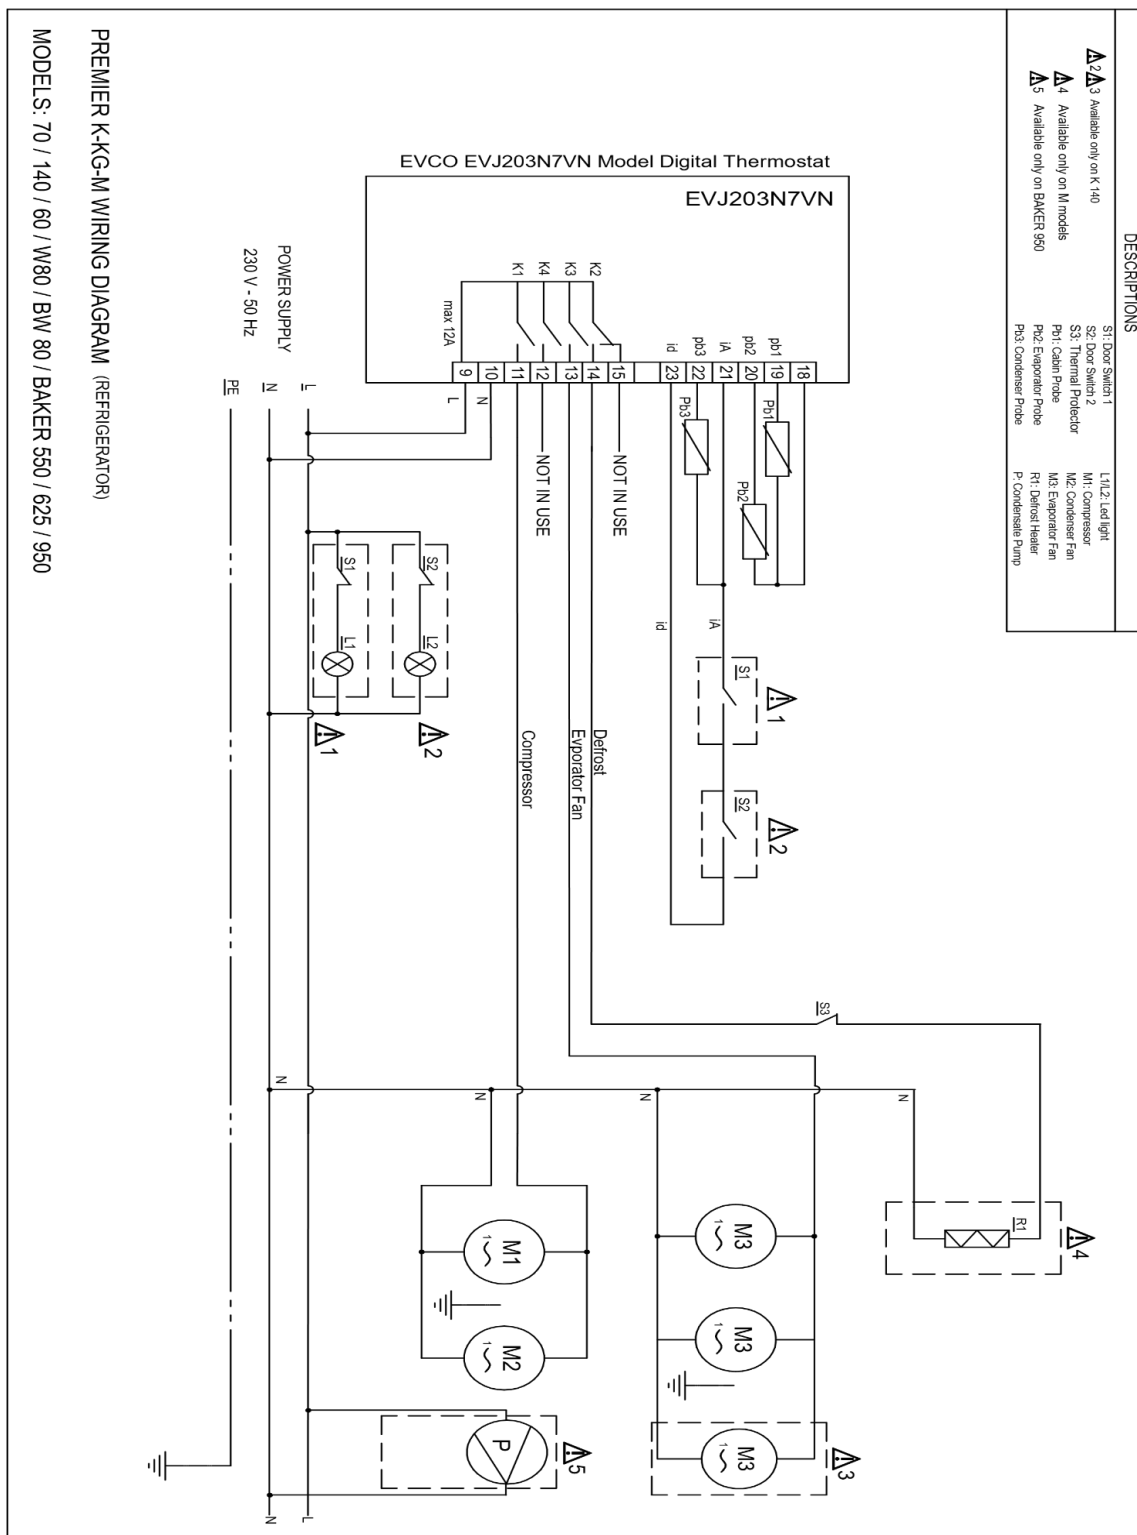 DESCRIPTIONS
S1: Door Switch 1
S2: Door Switch 2
S3: Thermal Protector
Pb1: Cabin Probe
Pb2: Evaporator Probe
Pb3: Condenser Probe
L1/L2: Led light
M1: Compressor
M2: Condenser Fan
M3: Evaporator Fan
R1: Defrost Heater
P: Condensate Pump
2 3 Available only on K 140
4 Available only on M models
5 Available only on BAKER 950
EVCO EVJ203N7VN Model Digital Thermostat
EVJ203N7VN
K1
K4
K3
K2
max 12A
id
pb3
iA
pb2
pb1
9
10
11
12
13
14
15
23
22
21
20
19
18
L
N
NOT IN USE
NOT IN USE
Pb3
Pb1
Pb2
iA
id
S1
1
S2
2
POWER SUPPLY
230 V - 50 Hz
L
N
PE
S1
L1
1
S2
L2
2
Compressor
Evporator Fan
Defrost
S3
N
N
N
N
R1
4
M1
1
M2
1
M3
1
M3
1
M3
1
3
P
5
L
N
PREMIER K-KG-M WIRING DIAGRAM (REFRIGERATOR)
MODELS: 70 / 140 / 60 / W80 / BW 80 / BAKER 550 / 625 / 950